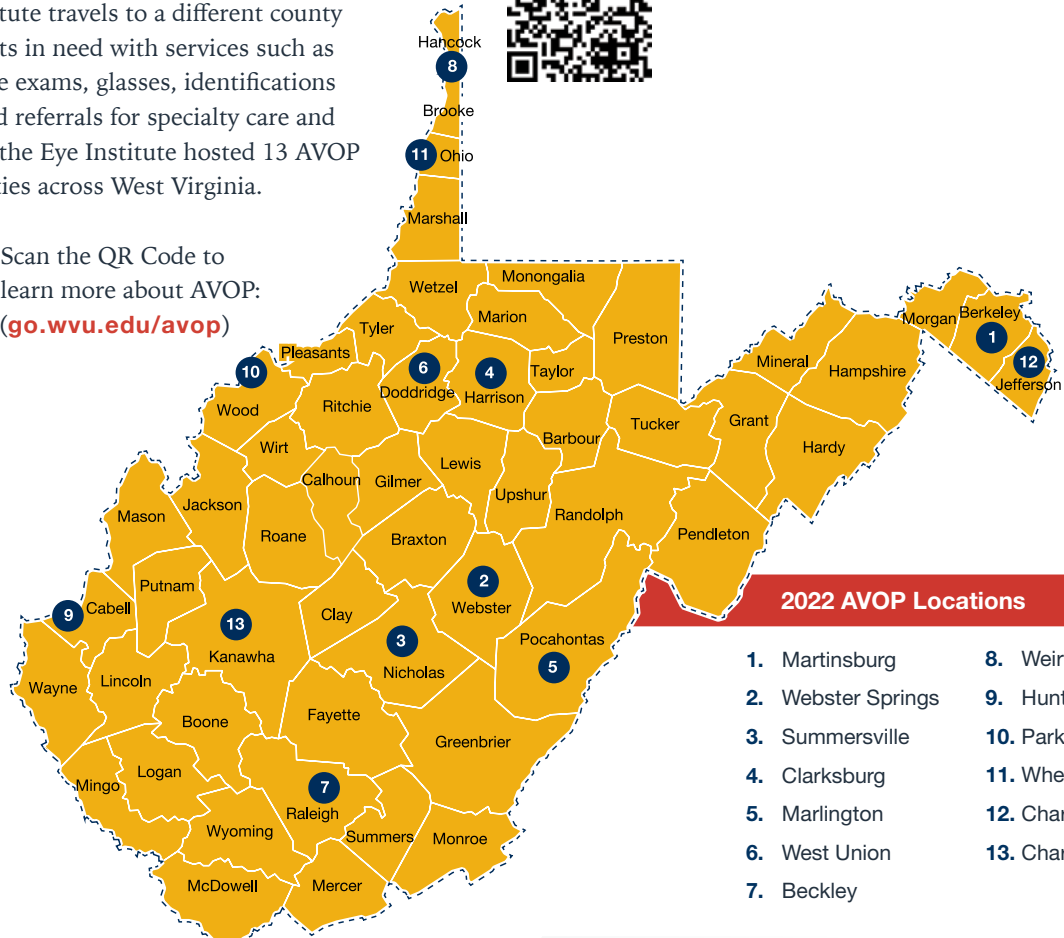 tute travels to a different county
ts in need with services such as
e exams, glasses, identifications
d referrals for specialty care and
the Eye Institute hosted 13 AVOP
ties across West Virginia.
Scan the QR Code to
learn more about AVOP:
(go.wvu.edu/avop)
Hancock
8
Brooke
11 Ohio
Marshall
Wetzel
Monongalia
Marion
Tyler
Preston
Pleasants
Morgan
Berkeley
1
12
Jefferson
Mineral
Hampshire
10
Wood
Ritchie
6
Doddridge
4
Harrison
Taylor
Barbour
Tucker
Grant
Hardy
Wirt
Calhoun
Gilmer
Lewis
Upshur
Randolph
Pendleton
Mason
Jackson
Roane
Braxton
Putnam
9 Cabell
13
Kanawha
Clay
2
Webster
3
Nicholas
Pocahontas
5
Wayne
Lincoln
Boone
Fayette
Greenbrier
Mingo
Logan
7
Raleigh
Wyoming
Summers
Monroe
McDowell
Mercer
2022 AVOP Locations
1. Martinsburg
2. Webster Springs
3. Summersville
4. Clarksburg
5. Marlington
6. West Union
7. Beckley
8. Weir
9. Hunt
10. Park
11. Whe
12. Char
13. Char